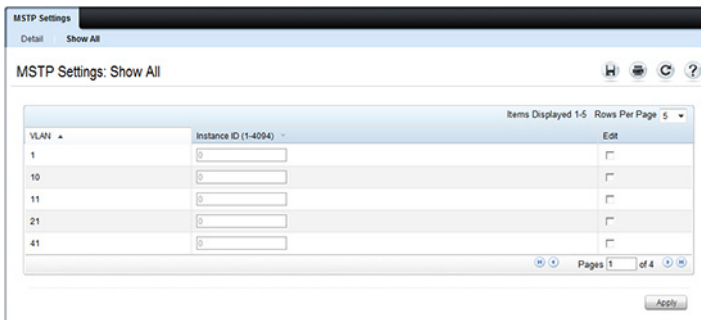 MSTP Settings
Detail Show All
MSTP Settings: Show All
?
Items Displayed 1-5 Rows Per Page 5
VLAN Instance ID (1-4094) Edit
1 0
10 0
11 0
21 0
41 0
Pages 1 of 4
Apply